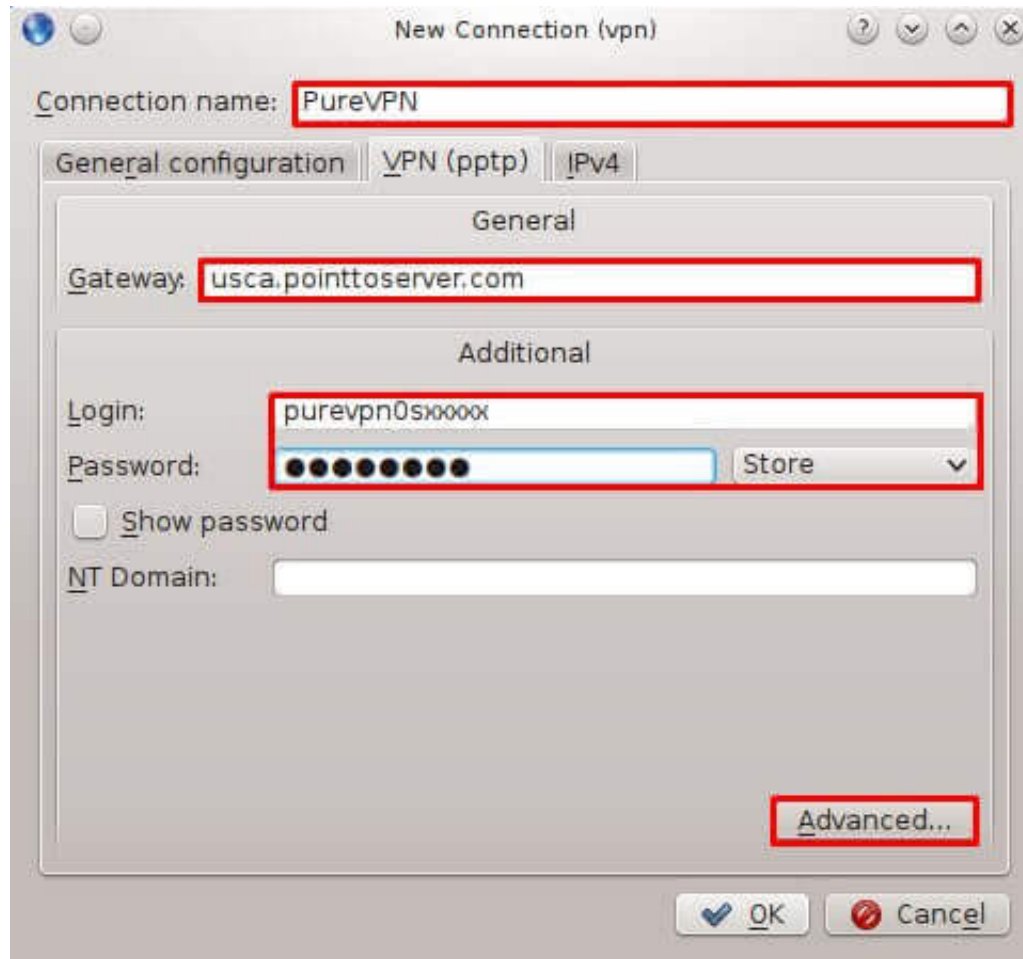 New Connection (vpn)
Connection name: PureVPN
General configuration VPN (pptp) IPv4
General
Gateway: usca.pointtoserver.com
Additional
Login: purevpn0sxxxxx
Password: ●●●●●●●● Store
Show password
NT Domain:
Advanced...
OK Cancel